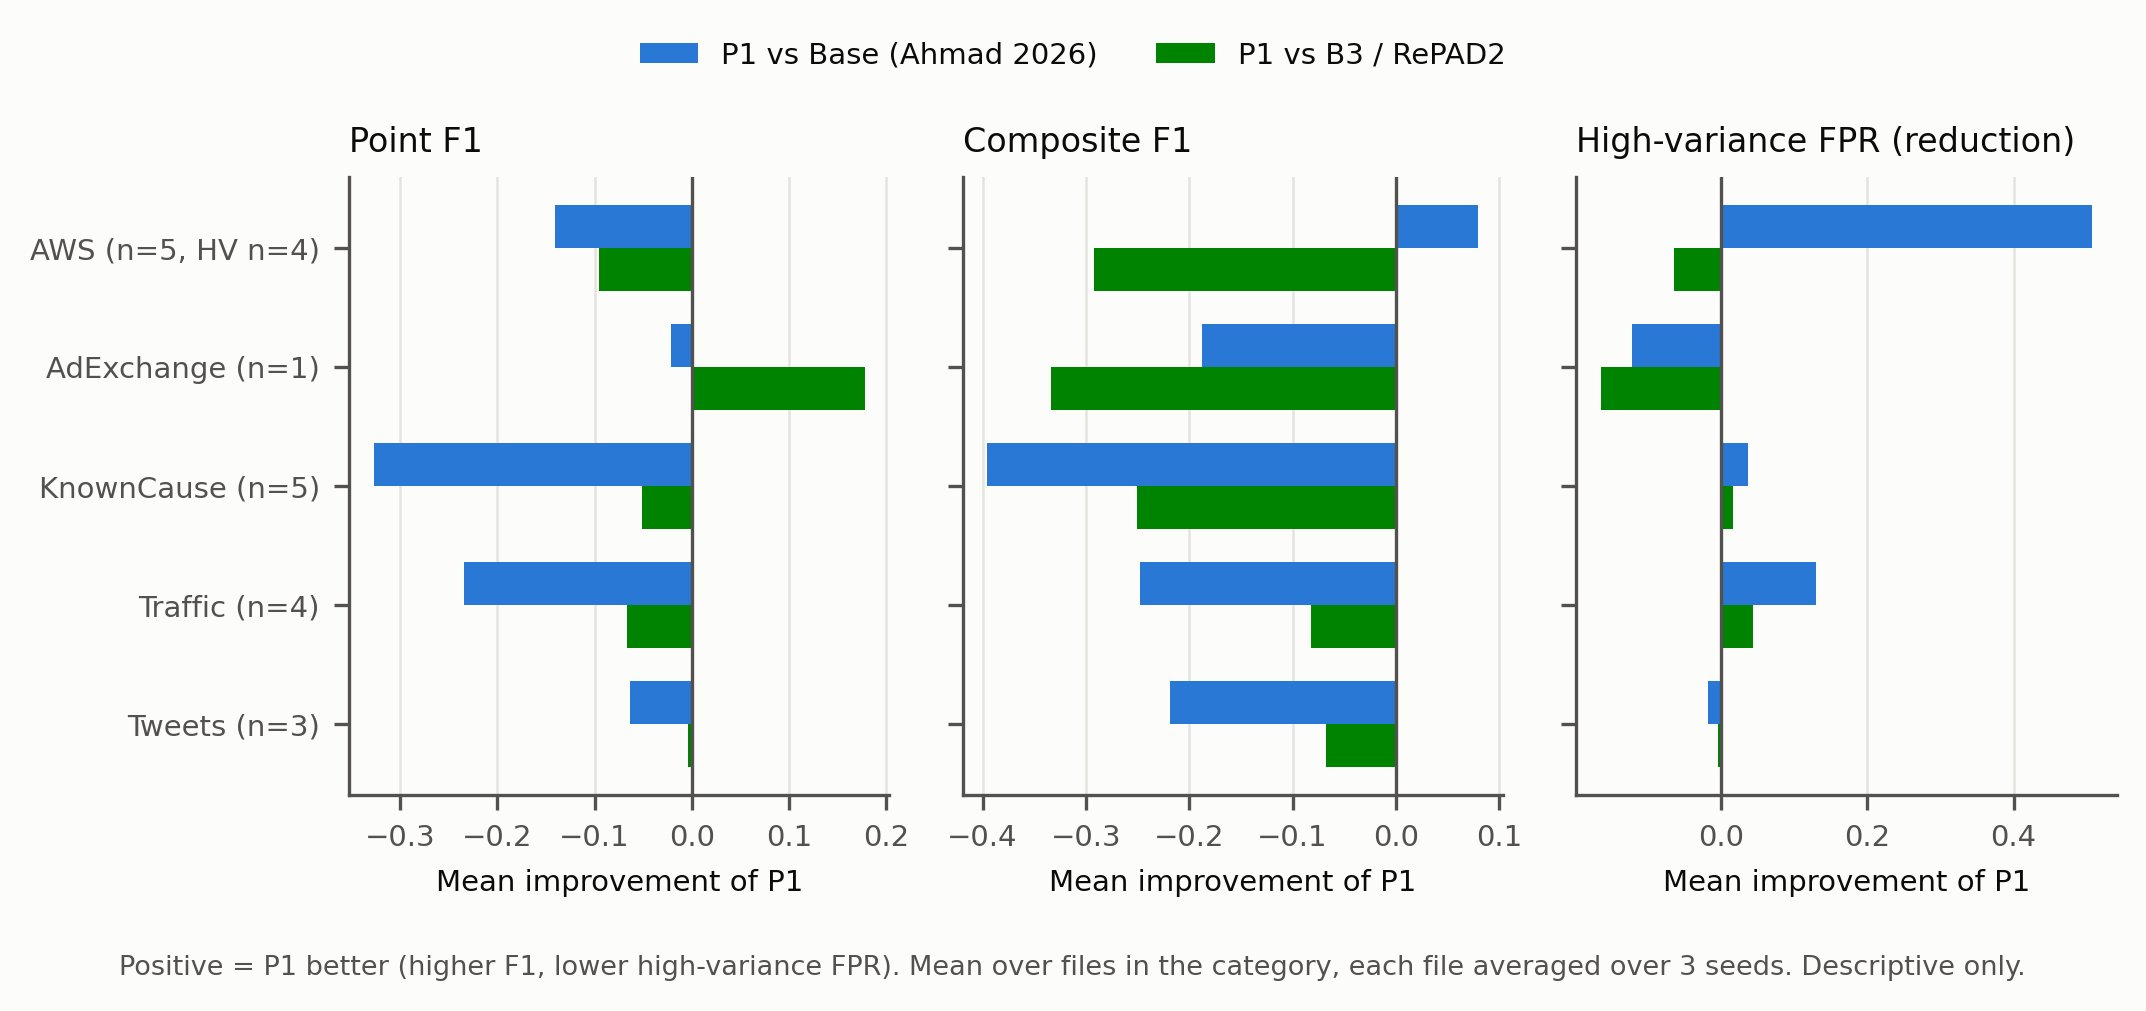 P1 vs Base (Ahmad 2026) P1 vs B3 / RePAD2
Point F1
Composite F1
High-variance FPR (reduction)
AWS (n=5, HV n=4)
AdExchange (n=1)
KnownCause (n=5)
Traffic (n=4)
Tweets (n=3)
−0.3 −0.2 −0.1 0.0 0.1 0.2
−0.4 −0.3 −0.2 −0.1 0.0 0.1
0.0 0.2 0.4
Mean improvement of P1
Mean improvement of P1
Mean improvement of P1
Positive = P1 better (higher F1, lower high-variance FPR). Mean over files in the category, each file averaged over 3 seeds. Descriptive only.